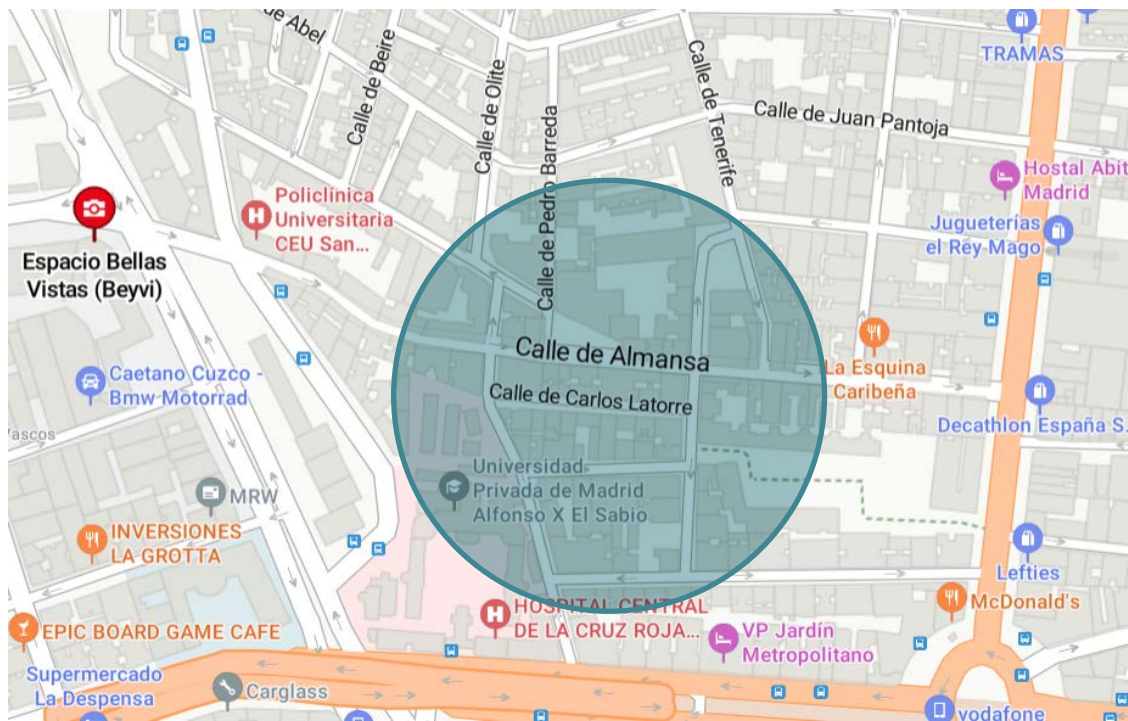 de Abel
Calle de Beire
Calle de Olite
Calle de Pedro Barreda
Calle de Tenerife
TRAMAS
Calle de Juan Pantoja
Hostal Abit
Madrid
Policlínica
Universitaria
CEU San...
Jugueterías
el Rey Mago
Espacio Bellas
Vistas (Beyvi)
Calle de Almansa
La Esquina
Caribeña
Caetano Cuzco -
Bmw Motorrad
Calle de Carlos Latorre
Decathlon España S.
Vascos
Universidad
Privada de Madrid
Alfonso X El Sabio
MRW
INVERSIONES
LA GROTTA
Lefties
McDonald's
HOSPITAL CENTRAL
DE LA CRUZ ROJA...
EPIC BOARD GAME CAFE
VP Jardín
Metropolitano
Supermercado
La Despensa
Carglass
vodafone